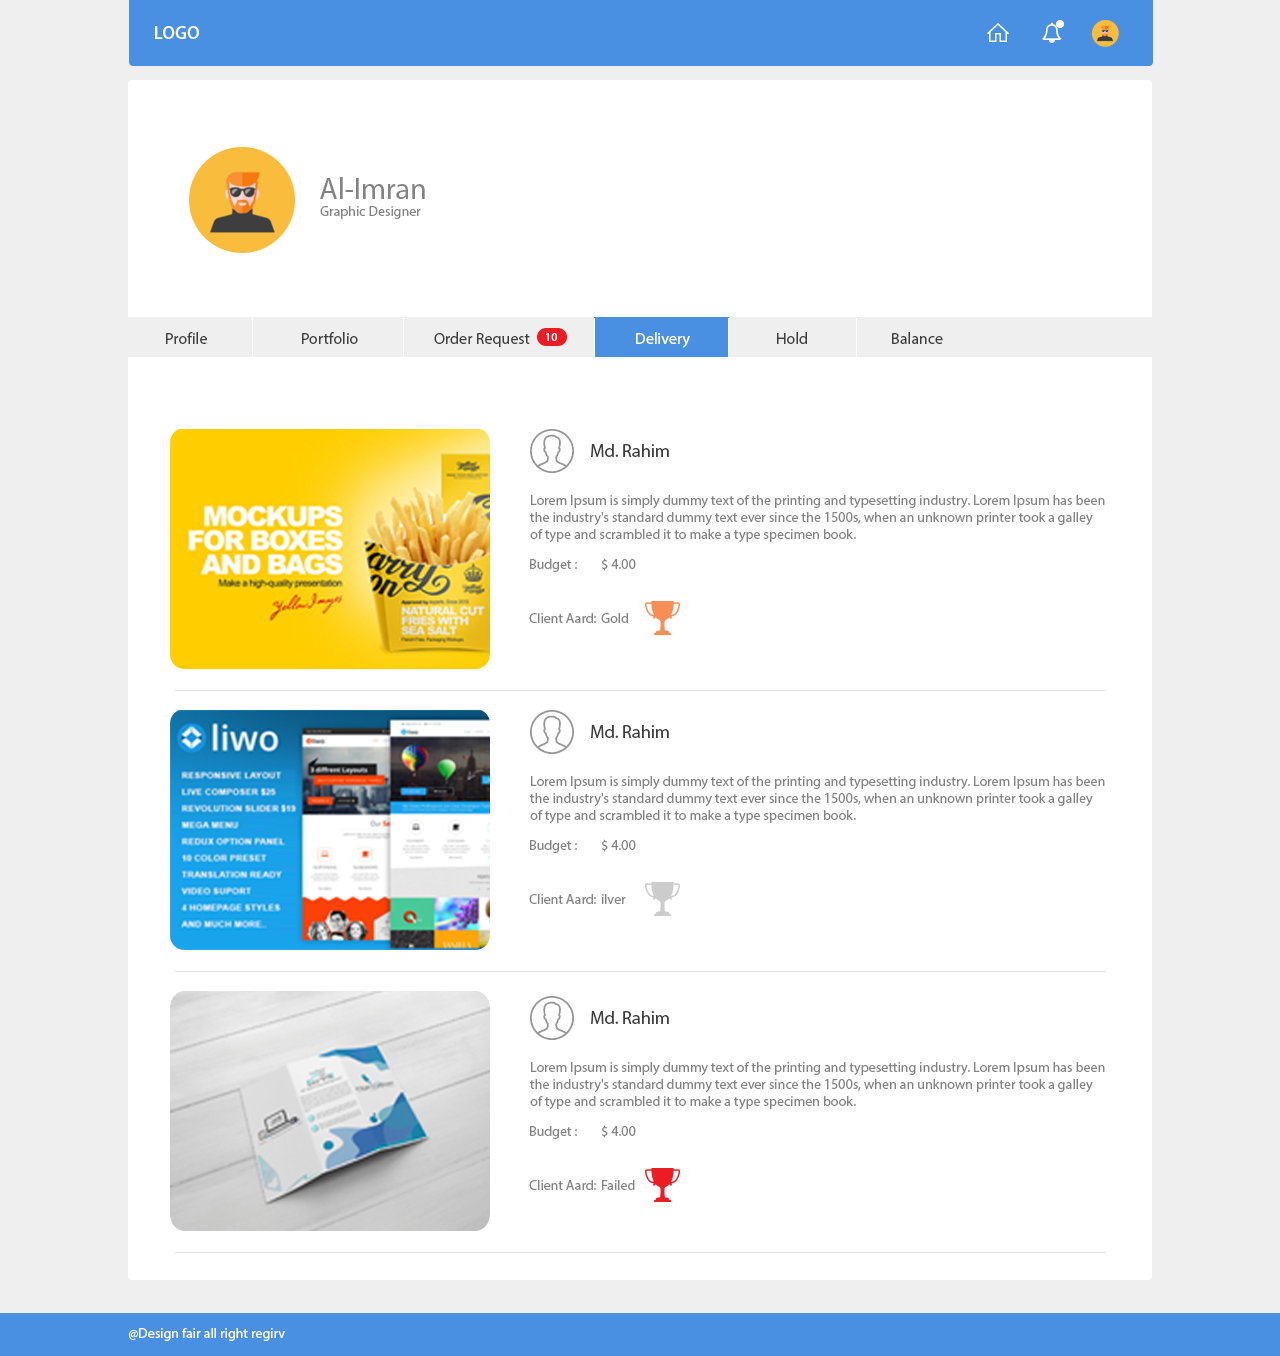 LOGO
Al-Imran
Graphic Designer
Profile
Portfolio
Order Request 10
Delivery
Hold
Balance
MOCKUPS
FOR BOXES
AND BAGS
Make a high-quality presentation
Yellow Images
NATURAL CUT
FRIES WITH
SEA SALT
Md. Rahim
Lorem Ipsum is simply dummy text of the printing and typesetting industry. Lorem Ipsum has been
the industry's standard dummy text ever since the 1500s, when an unknown printer took a galley
of type and scrambled it to make a type specimen book.
Budget : $ 4.00
Client Aard: Gold
liwo
RESPONSIVE LAYOUT
LIVE COMPOSER $25
REVOLUTION SLIDER $19
MEGA MENU
REDUX OPTION PANEL
10 COLOR PRESET
TRANSLATION READY
VIDEO SUPORT
4 HOMEPAGE STYLES
AND MUCH MORE..
Md. Rahim
Lorem Ipsum is simply dummy text of the printing and typesetting industry. Lorem Ipsum has been
the industry's standard dummy text ever since the 1500s, when an unknown printer took a galley
of type and scrambled it to make a type specimen book.
Budget : $ 4.00
Client Aard: ilver
Md. Rahim
Lorem Ipsum is simply dummy text of the printing and typesetting industry. Lorem Ipsum has been
the industry's standard dummy text ever since the 1500s, when an unknown printer took a galley
of type and scrambled it to make a type specimen book.
Budget : $ 4.00
Client Aard: Failed
@Design fair all right regirv